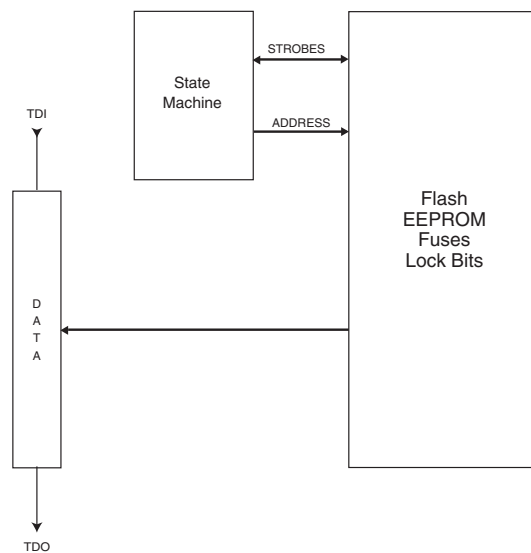 STROBES
State
Machine
ADDRESS
TDI
Flash
EEPROM
Fuses
Lock Bits
D
A
T
A
TDO